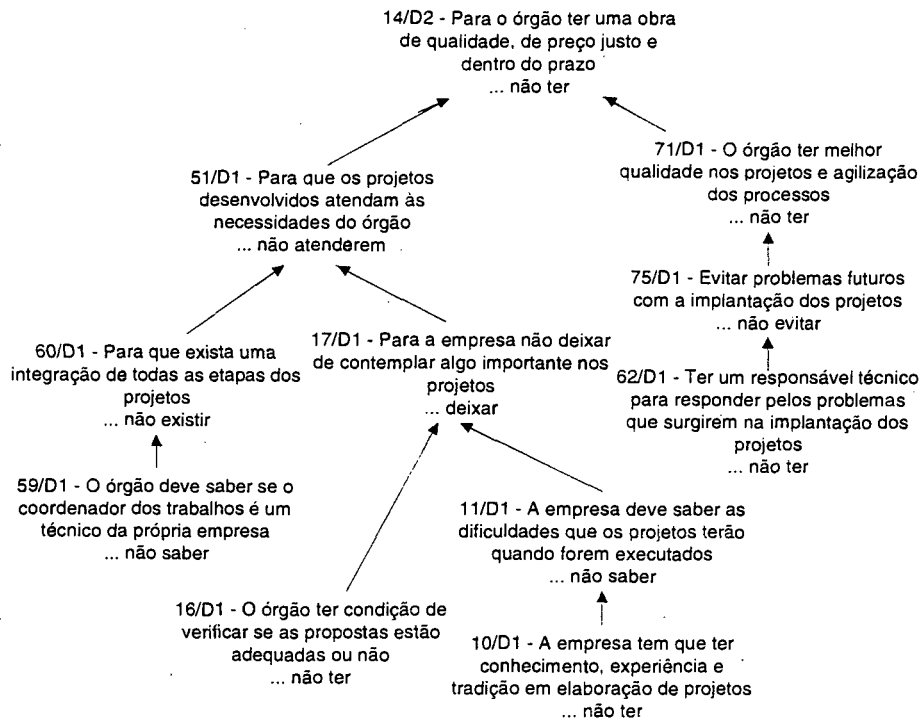 14/D2 - Para o órgão ter uma obra
de qualidade, de preço justo e
dentro do prazo
... não ter
51/D1 - Para que os projetos
desenvolvidos atendam às
necessidades do órgão
... não atenderem
71/D1 - O órgão ter melhor
qualidade nos projetos e agilização
dos processos
... não ter
75/D1 - Evitar problemas futuros
com a implantação dos projetos
... não evitar
60/D1 - Para que exista uma
integração de todas as etapas dos
projetos
... não existir
17/D1 - Para a empresa não deixar
de contemplar algo importante nos
projetos
... deixar
62/D1 - Ter um responsável técnico
para responder pelos problemas
que surgirem na implantação dos
projetos
... não ter
59/D1 - O órgão deve saber se o
coordenador dos trabalhos é um
técnico da própria empresa
... não saber
11/D1 - A empresa deve saber as
dificuldades que os projetos terão
quando forem executados
... não saber
16/D1 - O órgão ter condição de
verificar se as propostas estão
adequadas ou não
... não ter
10/D1 - A empresa tem que ter
conhecimento, experiência e
tradição em elaboração de projetos
... não ter